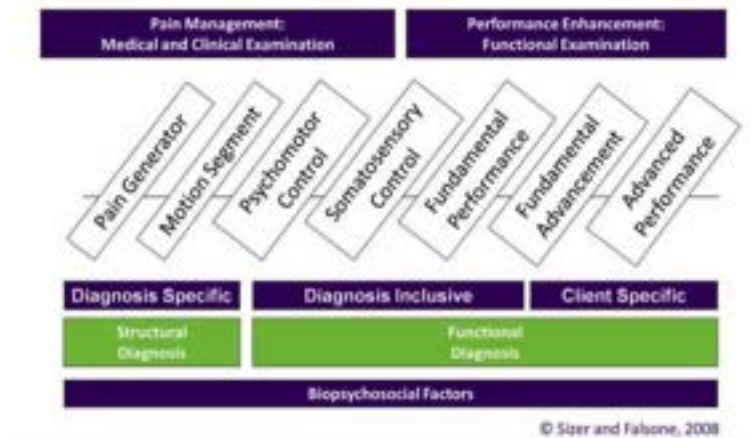 Pain Management:
Medical and Clinical Examination
Performance Enhancement:
Functional Examination
Pain Generator
Motion Segment
Psychomotor
Control
Somatosensory
Control
Fundamental
Performance
Fundamental
Advancement
Advanced
Performance
Diagnosis Specific
Diagnosis Inclusive
Client Specific
Structural
Diagnosis
Functional
Diagnosis
Biopsychosocial Factors
© Sizer and Falsone, 2008